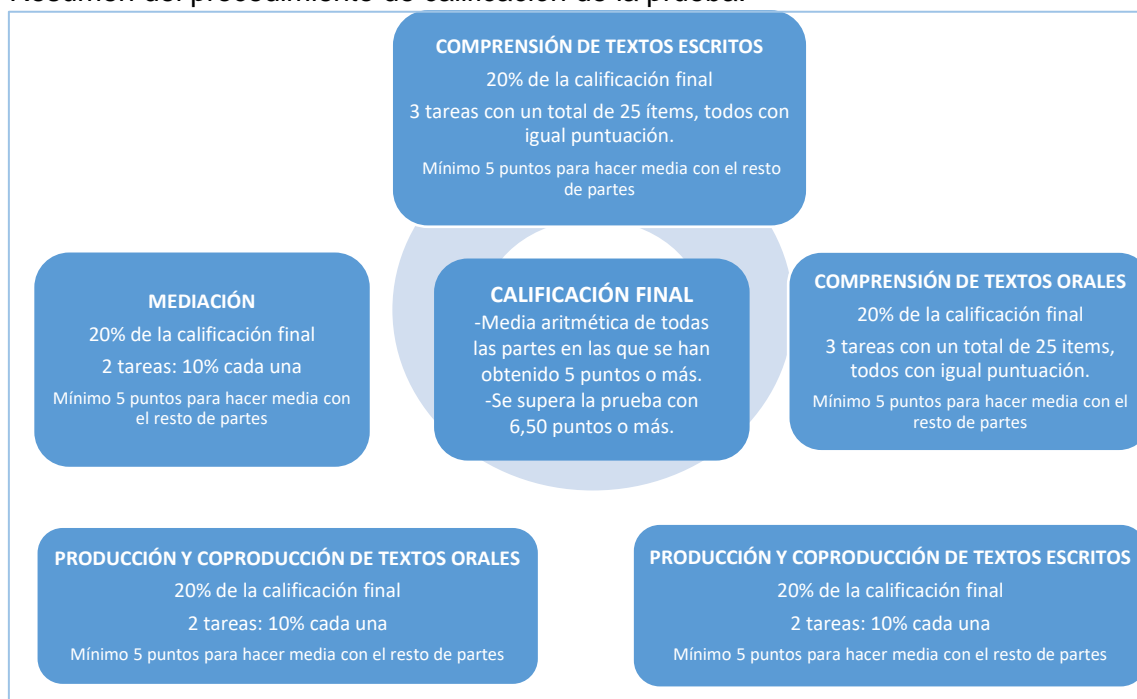 Resumen del procedimiento de calificación de la prueba:
COMPRENSIÓN DE TEXTOS ESCRITOS
20% de la calificación final
3 tareas con un total de 25 ítems, todos con
igual puntuación.
Mínimo 5 puntos para hacer media con el resto
de partes
MEDIACIÓN
20% de la calificación final
2 tareas: 10% cada una
Mínimo 5 puntos para hacer media con
el resto de partes
CALIFICACIÓN FINAL
-Media aritmética de todas
las partes en las que se han
obtenido 5 puntos o más.
-Se supera la prueba con
6,50 puntos o más.
COMPRENSIÓN DE TEXTOS ORALES
20% de la calificación final
3 tareas con un total de 25 items,
todos con igual puntuación.
Mínimo 5 puntos para hacer media con el
resto de partes
PRODUCCIÓN Y COPRODUCCIÓN DE TEXTOS ORALES
20% de la calificación final
2 tareas: 10% cada una
Mínimo 5 puntos para hacer media con el resto de partes
PRODUCCIÓN Y COPRODUCCIÓN DE TEXTOS ESCRITOS
20% de la calificación final
2 tareas: 10% cada una
Mínimo 5 puntos para hacer media con el resto de partes